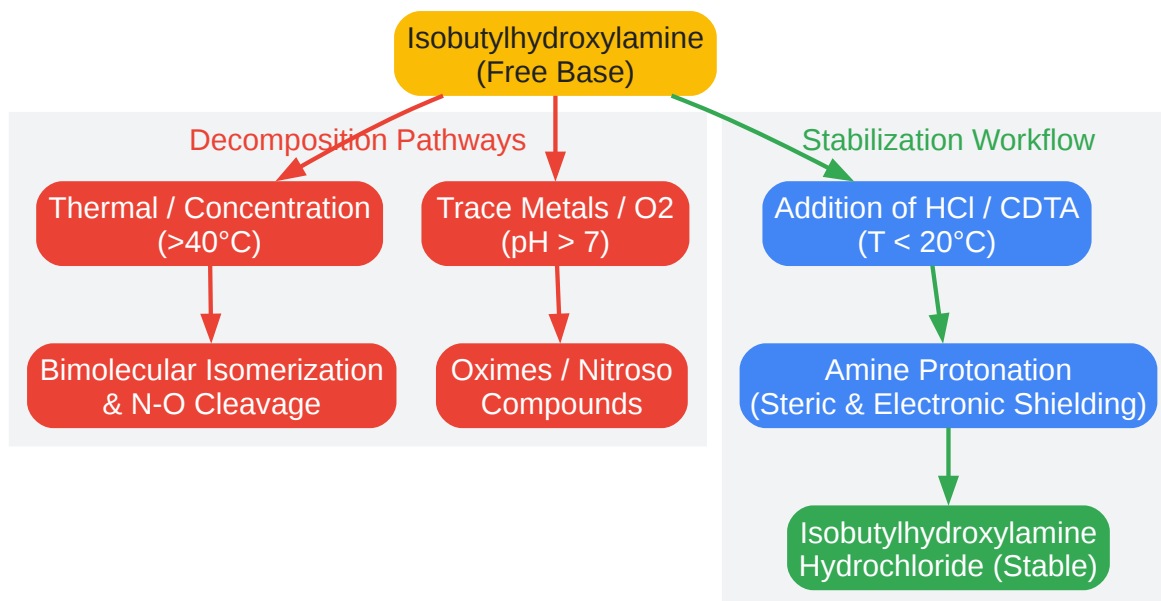 Isobutylhydroxylamine
(Free Base)
Decomposition Pathways
Stabilization Workflow
Thermal / Concentration
(>40°C)
Trace Metals / O2
(pH > 7)
Addition of HCl / CDTA
(T < 20°C)
Bimolecular Isomerization
& N-O Cleavage
Oximes / Nitroso
Compounds
Amine Protonation
(Steric & Electronic Shielding)
Isobutylhydroxylamine
Hydrochloride (Stable)